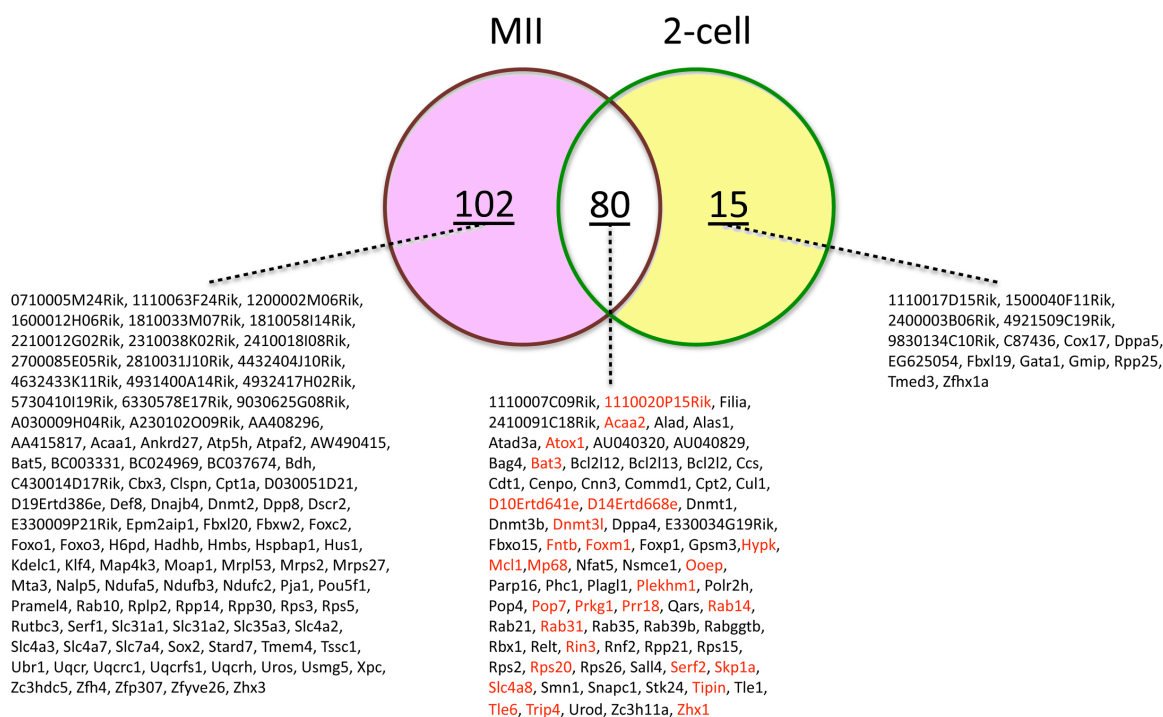 MII
2-cell
102
80
15
0710005M24Rik, 1110063F24Rik, 1200002M06Rik,
1600012H06Rik, 1810033M07Rik, 1810058I14Rik,
2210012G02Rik, 2310038K02Rik, 2410018I08Rik,
2700085E05Rik, 2810031J10Rik, 4432404J10Rik,
4632433K11Rik, 4931400A14Rik, 4932417H02Rik,
5730410I19Rik, 6330578E17Rik, 9030625G08Rik,
A030009H04Rik, A230102O09Rik, AA408296,
AA415817, Acaa1, Ankrd27, Atp5h, Atpaf2, AW490415,
Bat5, BC003331, BC024969, BC037674, Bdh,
C430014D17Rik, Cbx3, Clspn, Cpt1a, D030051D21,
D19Ertd386e, Def8, Dnajb4, Dnmt2, Dpp8, Dscr2,
E330009P21Rik, Epm2aip1, Fbxl20, Fbxw2, Foxc2,
Foxo1, Foxo3, H6pd, Hadhb, Hmbs, Hspbap1, Hus1,
Kdelc1, Klf4, Map4k3, Moap1, Mrpl53, Mrps2, Mrps27,
Mta3, Nalp5, Ndufa5, Ndufb3, Ndufc2, Pja1, Pou5f1,
Pramel4, Rab10, Rplp2, Rpp14, Rpp30, Rps3, Rps5,
Rutbc3, Serf1, Slc31a1, Slc31a2, Slc35a3, Slc4a2,
Slc4a3, Slc4a7, Slc7a4, Sox2, Stard7, Tmem4, Tssc1,
Ubr1, Uqcr, Uqcrc1, Uqcrfs1, Uqcrh, Uros, Usmg5, Xpc,
Zc3hdc5, Zfh4, Zfp307, Zfyve26, Zhx3
1110007C09Rik, 1110020P15Rik, Filia,
2410091C18Rik, Acaa2, Alad, Alas1,
Atad3a, Atox1, AU040320, AU040829,
Bag4, Bat3, Bcl2l12, Bcl2l13, Bcl2l2, Ccs,
Cdt1, Cenpo, Cnn3, Commd1, Cpt2, Cul1,
D10Ertd641e, D14Ertd668e, Dnmt1,
Dnmt3b, Dnmt3l, Dppa4, E330034G19Rik,
Fbxo15, Fntb, Foxm1, Foxp1, Gpsm3,Hypk,
Mcl1,Mp68, Nfat5, Nsmce1, Ooep,
Parp16, Phc1, Plagl1, Plekhm1, Polr2h,
Pop4, Pop7, Prkg1, Prr18, Qars, Rab14,
Rab21, Rab31, Rab35, Rab39b, Rabggtb,
Rbx1, Relt, Rin3, Rnf2, Rpp21, Rps15,
Rps2, Rps20, Rps26, Sall4, Serf2, Skp1a,
Slc4a8, Smn1, Snapc1, Stk24, Tipin, Tle1,
Tle6, Trip4, Urod, Zc3h11a, Zhx1
1110017D15Rik, 1500040F11Rik,
2400003B06Rik, 4921509C19Rik,
9830134C10Rik, C87436, Cox17, Dppa5,
EG625054, Fbxl19, Gata1, Gmip, Rpp25,
Tmed3, Zfhx1a